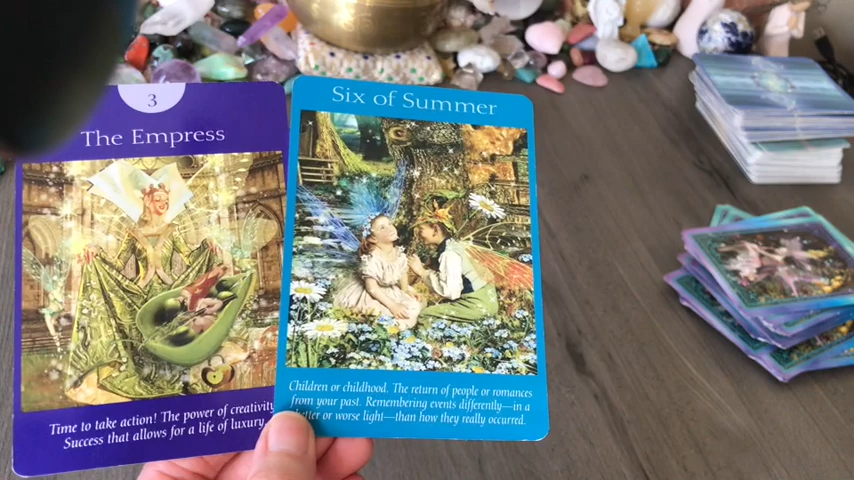 3
The Empress
Time to take action! The power of creativity
Success that allows for a life of luxury
Six of Summer
Children or childhood. The return of people or romances
from your past. Remembering events differently—in a
or worse light—than how they really occurred.